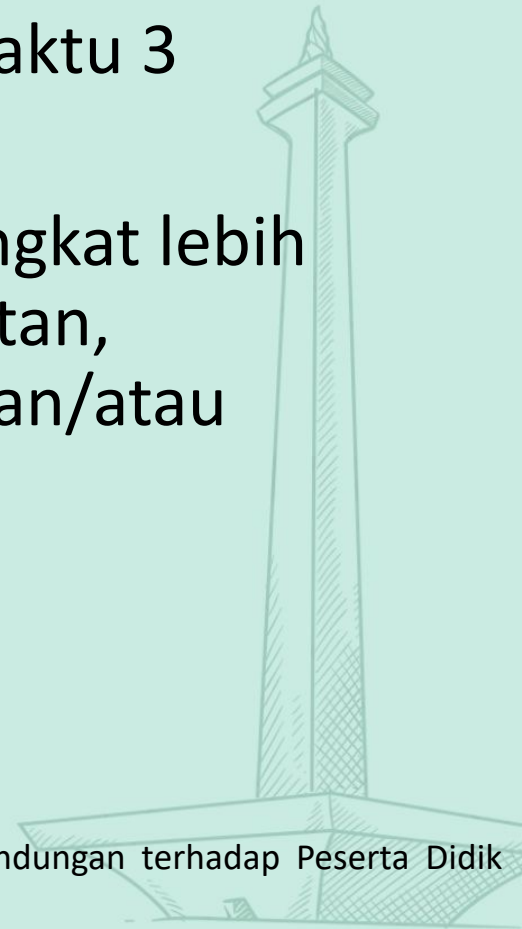 aktu 3
ngkat lebih
tan,
an/atau
ndungan terhadap Peserta Didik